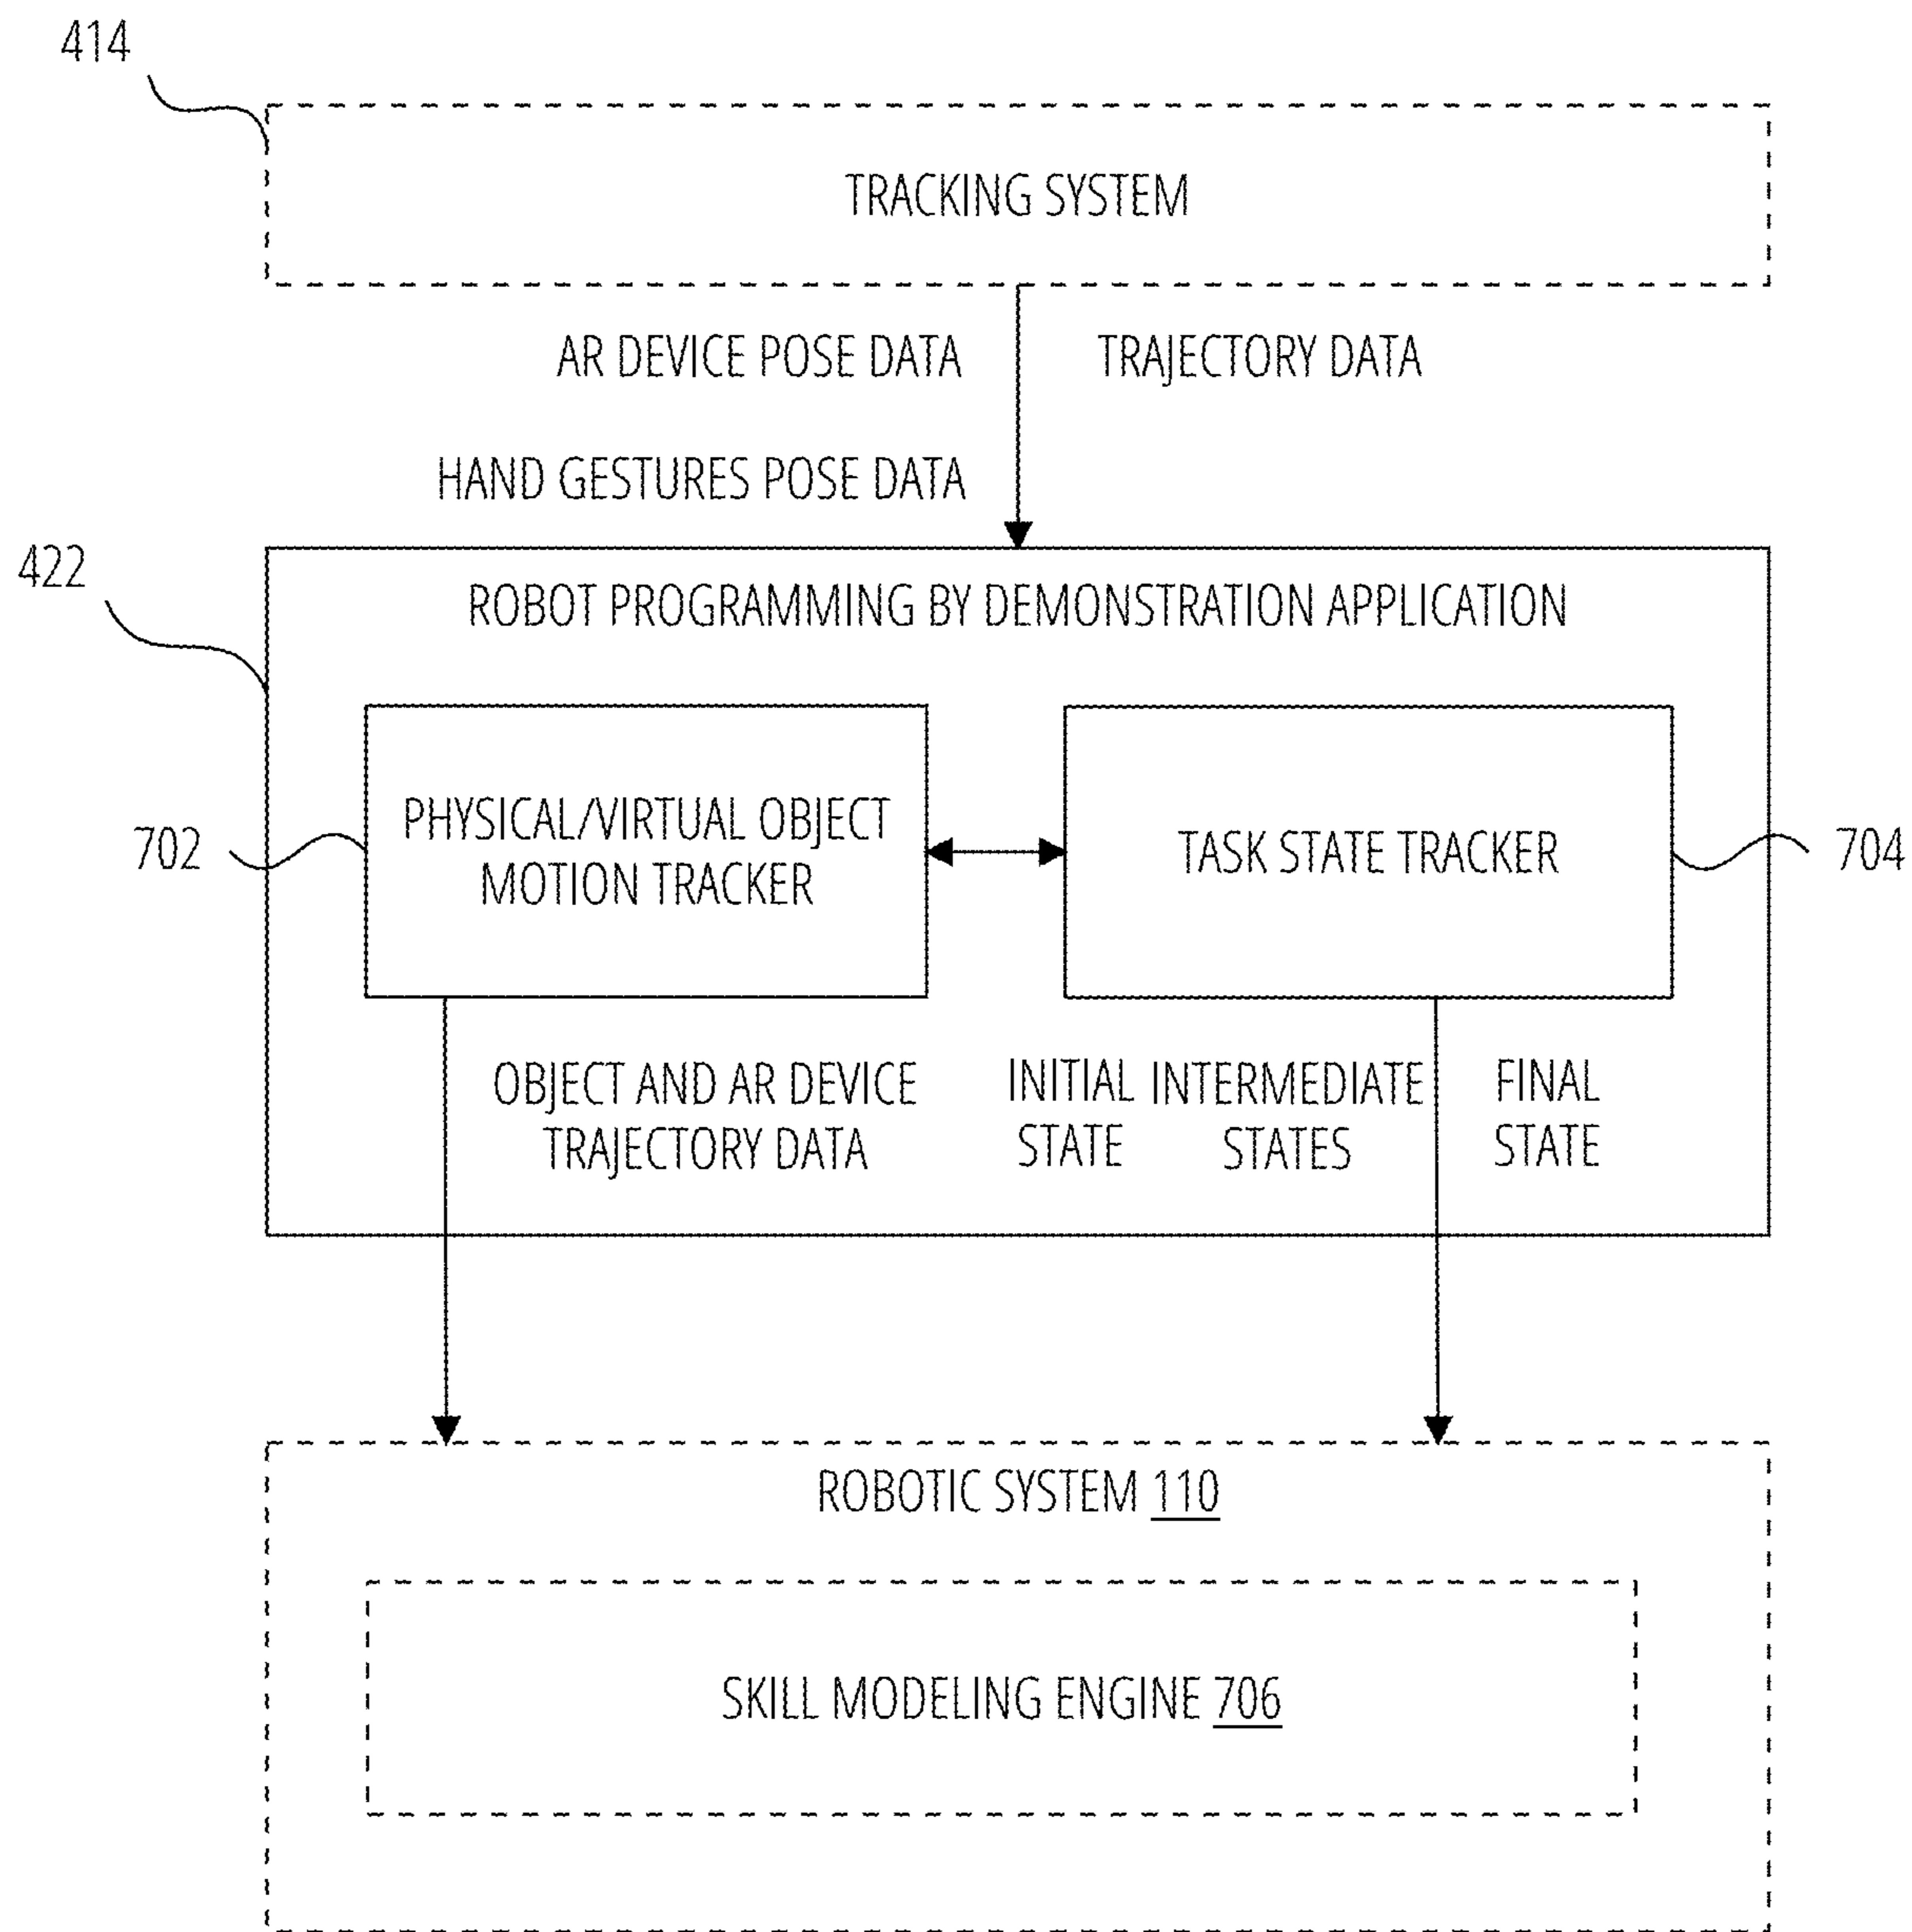 414
TRACKING SYSTEM
AR DEVICE POSE DATA
TRAJECTORY DATA
HAND GESTURES POSE DATA
422
ROBOT PROGRAMMING BY DEMONSTRATION APPLICATION
702
PHYSICAL/VIRTUAL OBJECT
MOTION TRACKER
TASK STATE TRACKER
704
OBJECT AND AR DEVICE
TRAJECTORY DATA
INITIAL
STATE
INTERMEDIATE
STATES
FINAL
STATE
ROBOTIC SYSTEM 110
SKILL MODELING ENGINE 706